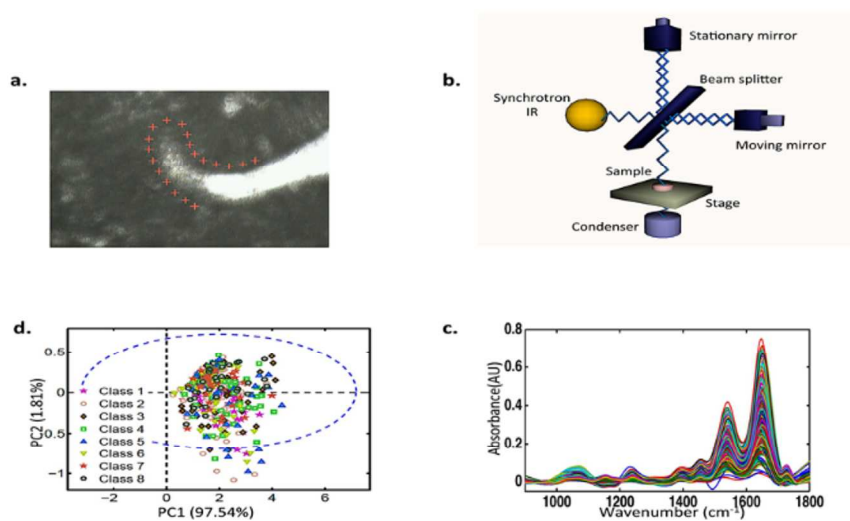 a.
b.
Stationary mirror
Beam splitter
Synchrotron
IR
Moving mirror
Sample
Stage
Condenser
d.
PC2 (1.81%)
0.5
0
-0.5
-1
Class 1
Class 2
Class 3
Class 4
Class 5
Class 6
Class 7
Class 8
−2
0
2
4
6
PC1 (97.54%)
c.
Absorbance(AU)
0.8
0.6
0.4
0.2
0
1000
1200
1400
1600
1800
Wavenumber (cm⁻¹)